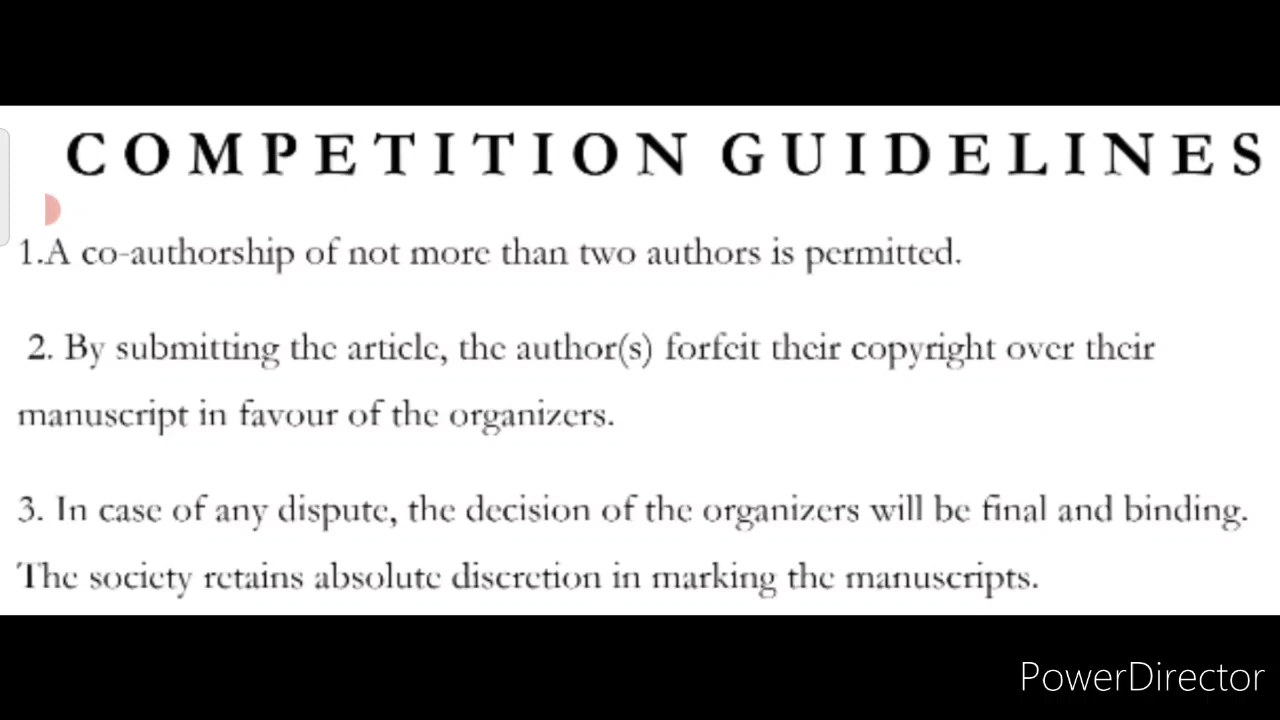 COMPETITION GUIDELINES
1.A co-authorship of not more than two authors is permitted.
2. By submitting the article, the author(s) forfeit their copyright over their
manuscript in favour of the organizers.
3. In case of any dispute, the decision of the organizers will be final and binding.
The society retains absolute discretion in marking the manuscripts.
PowerDirector